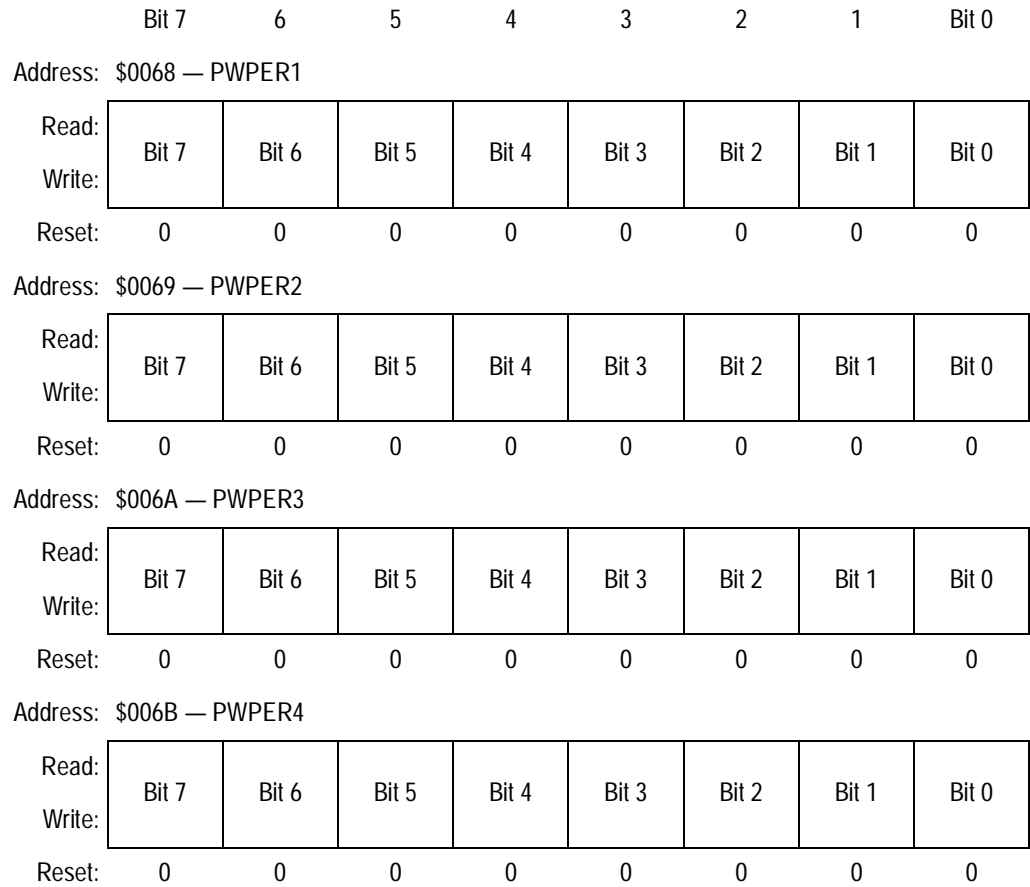 Bit 7 6 5 4 3 2 1 Bit 0
Address: $0068 — PWPER1
Read:
Bit 7 Bit 6 Bit 5 Bit 4 Bit 3 Bit 2 Bit 1 Bit 0
Write:
Reset: 0 0 0 0 0 0 0 0
Address: $0069 — PWPER2
Read:
Bit 7 Bit 6 Bit 5 Bit 4 Bit 3 Bit 2 Bit 1 Bit 0
Write:
Reset: 0 0 0 0 0 0 0 0
Address: $006A — PWPER3
Read:
Bit 7 Bit 6 Bit 5 Bit 4 Bit 3 Bit 2 Bit 1 Bit 0
Write:
Reset: 0 0 0 0 0 0 0 0
Address: $006B — PWPER4
Read:
Bit 7 Bit 6 Bit 5 Bit 4 Bit 3 Bit 2 Bit 1 Bit 0
Write:
Reset: 0 0 0 0 0 0 0 0